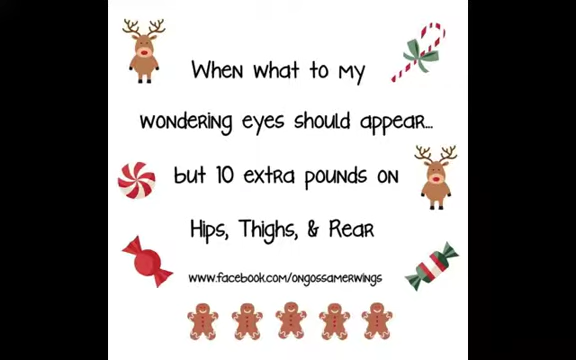 When what to my
wondering eyes should appear...
but 10 extra pounds on
Hips, Thighs, & Rear
www.facebook.com/ongossamerwings